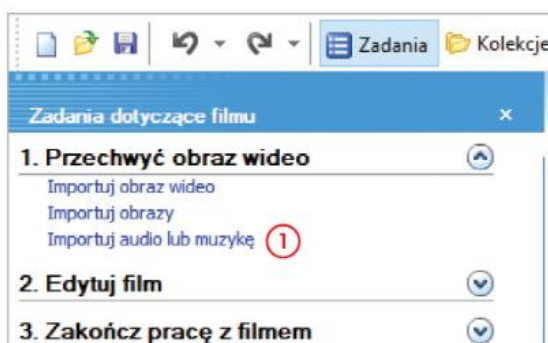 Zadania Kolekcje
Zadania dotyczące filmu
1. Przechwyć obraz wideo
Importuj obraz wideo
Importuj obrazy
Importuj audio lub muzykę 1
2. Edytuj film
3. Zakończ pracę z filmem